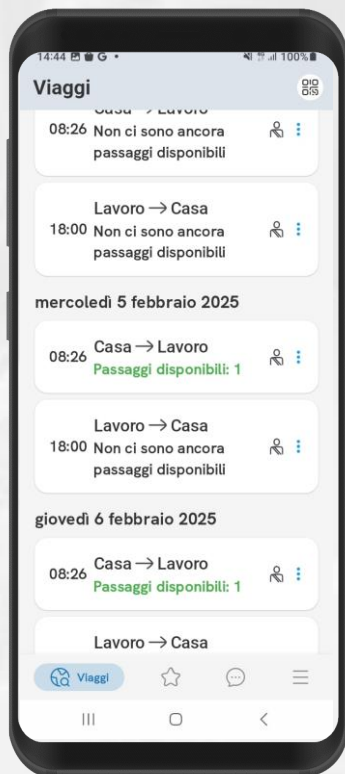 14:44 G •
100%
Viaggi
Casa → Lavoro
08:26 Non ci sono ancora
passaggi disponibili
Lavoro → Casa
18:00 Non ci sono ancora
passaggi disponibili
mercoledì 5 febbraio 2025
08:26 Casa → Lavoro
Passaggi disponibili: 1
Lavoro → Casa
18:00 Non ci sono ancora
passaggi disponibili
giovedì 6 febbraio 2025
08:26 Casa → Lavoro
Passaggi disponibili: 1
Lavoro → Casa
Viaggi